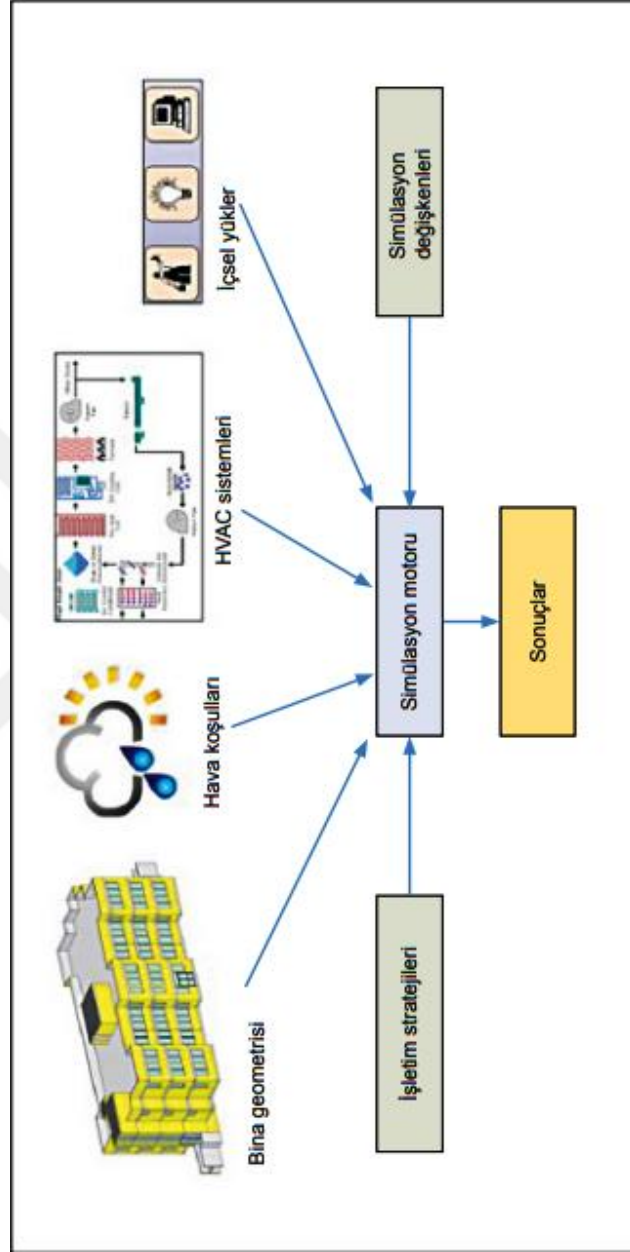 Bina geometrisi
Hava koşulları
HVAC sistemleri
İçsel yükler
İşletim stratejileri
Simülasyon motoru
Simülasyon
değişkenleri
Sonuçlar